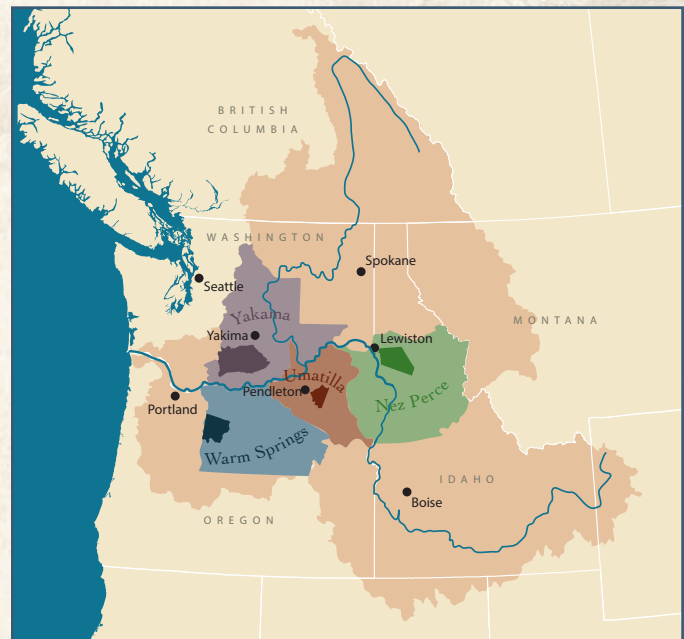 BRITISH
COLUMBIA
WASHINGTON
Spokane
Seattle
Yakama
MONTANA
Yakima
Lewiston
Umatilla
Pendleton
Nez Perce
Portland
Warm Springs
IDAHO
Boise
OREGON